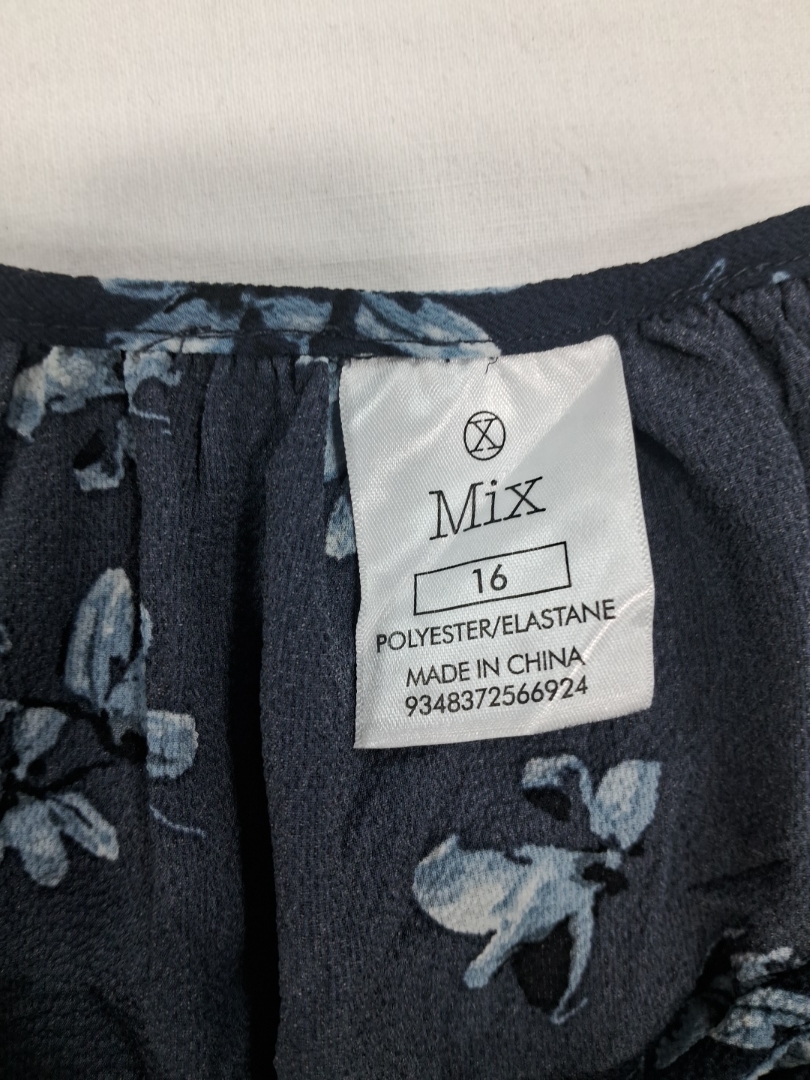 X
Mix
16
POLYESTER/ELASTANE
MADE IN CHINA
9348372566924